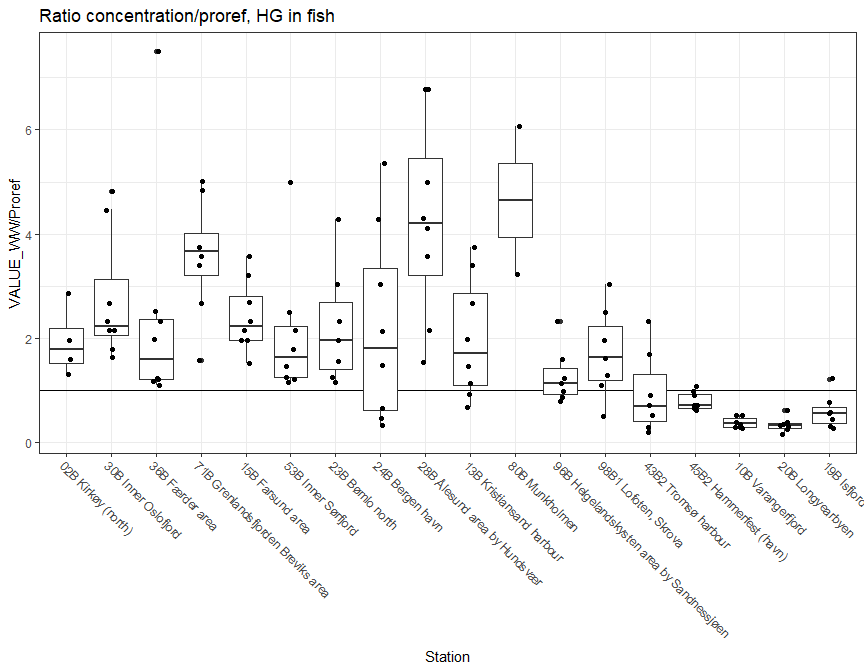 Ratio concentration/proref, HG in fish
VALUE_WW/Proref
6
4
2
0
02B Kirkøy (north)
30B Inner Oslofjord
36B Færder area
71B Grenlandsfjorden Breviks area
15B Farsund area
53B Inner Sørfjord
23B Bømlo north
24B Bergen havn
28B Ålesund area by Hundsvær
13B Kristiansand harbour
80B Munkholmen
96B Helgelandskysten area by Sandnessjøen
98B1 Lofoten, Skrova
43B2 Tromsø harbour
45B2 Hammerfest (havn)
10B Varangerfjord
20B Longyearbyen
19B Isfjord
Station